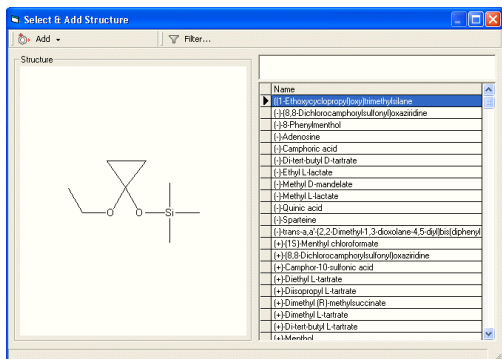 Select & Add Structure
Add
Filter...
Structure
Name
((1-Ethoxycyclopropyl)oxy)trimethylsilane
(-)-(8,8-Dichlorocamphorylsulfonyl)oxaziridine
(-)-8-Phenylmenthol
(-)-Adenosine
(-)-Camphoric acid
(-)-Di-tert-butyl D-tartrate
(-)-Ethyl L-lactate
(-)-Methyl D-mandelate
(-)-Methyl L-lactate
(-)-Quinic acid
(-)-Sparteine
(-)-trans-a,a'-(2,2-Dimethyl-1,3-dioxolane-4,5-diyl)bis(diphenyl
(+)-(1S)-Menthyl chloroformate
(+)-(8,8-Dichlorocamphorylsulfonyl)oxaziridine
(+)-Camphor-10-sulfonic acid
(+)-Diethyl L-tartrate
(+)-Diisopropyl L-tartrate
(+)-Dimethyl (R)-methylsuccinate
(+)-Dimethyl L-tartrate
(+)-Di-tert-butyl L-tartrate
(+)-Menthol
O
O
Si